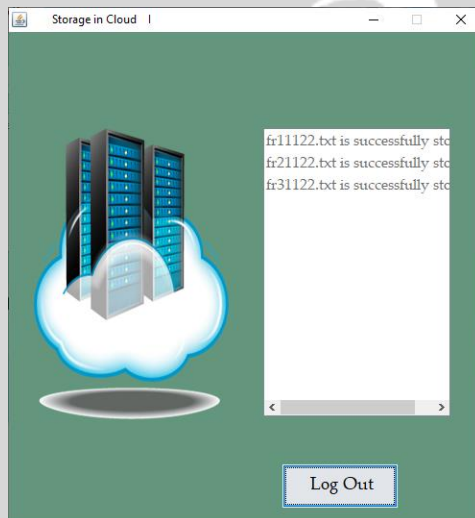 Storage in Cloud I
fr11122.txt is successfully sto
fr21122.txt is successfully sto
fr31122.txt is successfully sto
Log Out